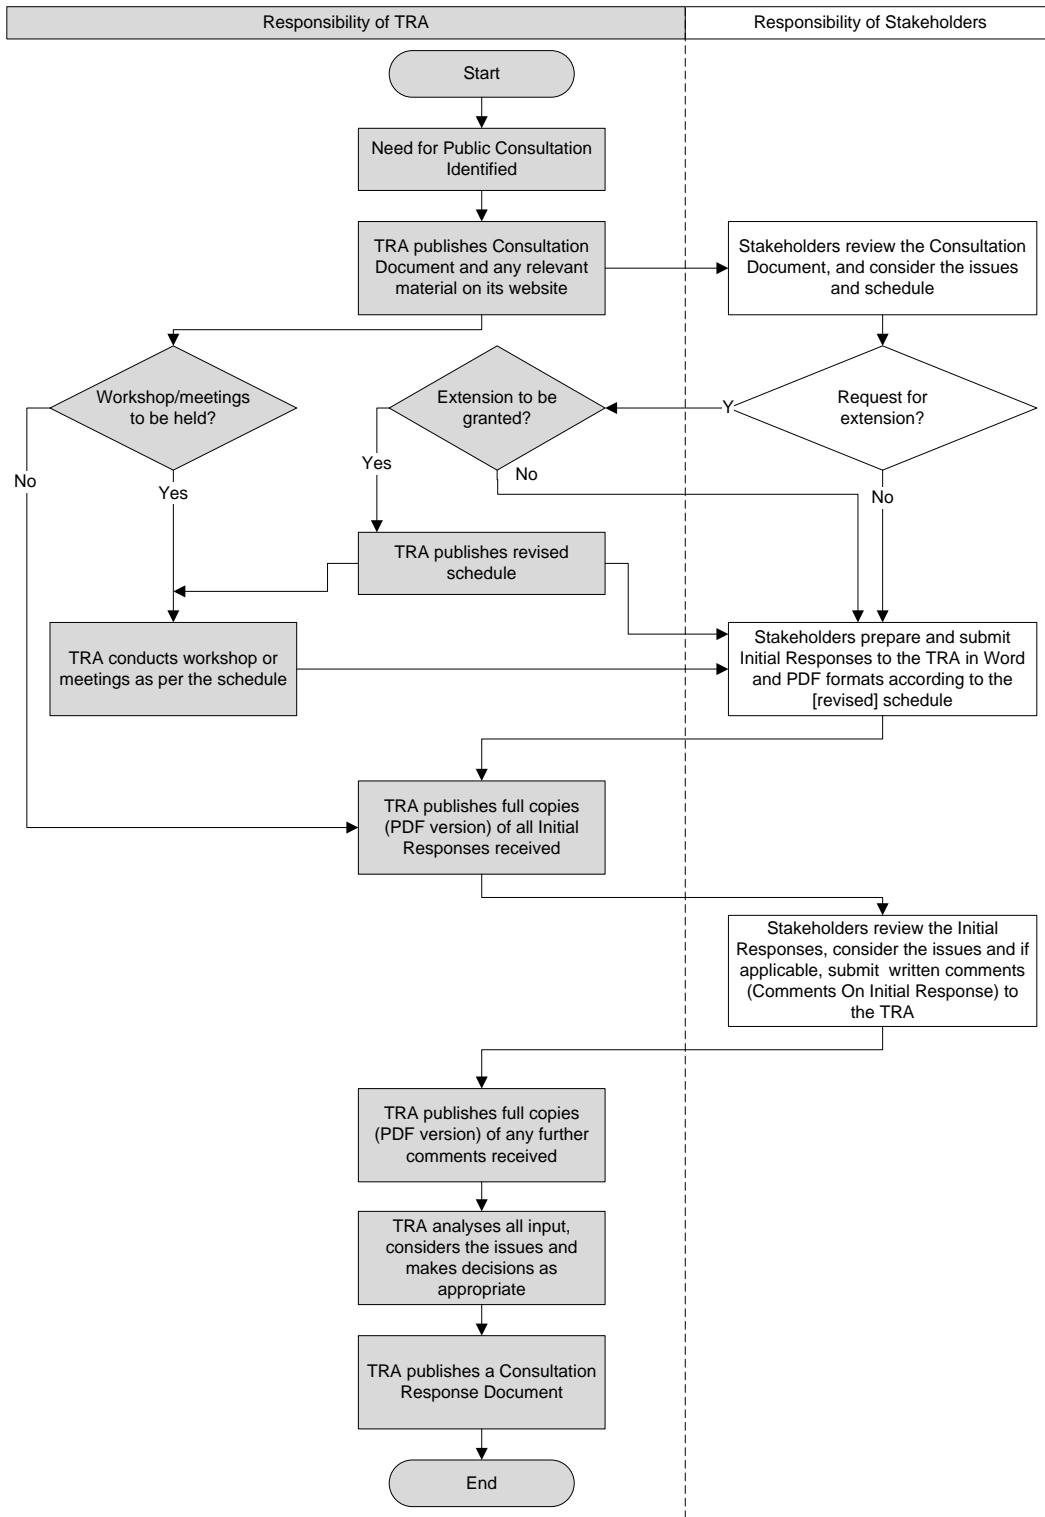 Responsibility of TRA
Responsibility of Stakeholders
Start
Need for Public Consultation
Identified
TRA publishes Consultation
Document and any relevant
material on its website
Stakeholders review the Consultation
Document, and consider the issues
and schedule
Workshop/meetings
to be held?
Extension to be
granted?
Y
Request for
extension?
No
Yes
Yes
No
No
TRA publishes revised
schedule
TRA conducts workshop or
meetings as per the schedule
Stakeholders prepare and submit
Initial Responses to the TRA in Word
and PDF formats according to the
[revised] schedule
TRA publishes full copies
(PDF version) of all Initial
Responses received
Stakeholders review the Initial
Responses, consider the issues and if
applicable, submit written comments
(Comments On Initial Response) to
the TRA
TRA publishes full copies
(PDF version) of any further
comments received
TRA analyses all input,
considers the issues and
makes decisions as
appropriate
TRA publishes a Consultation
Response Document
End